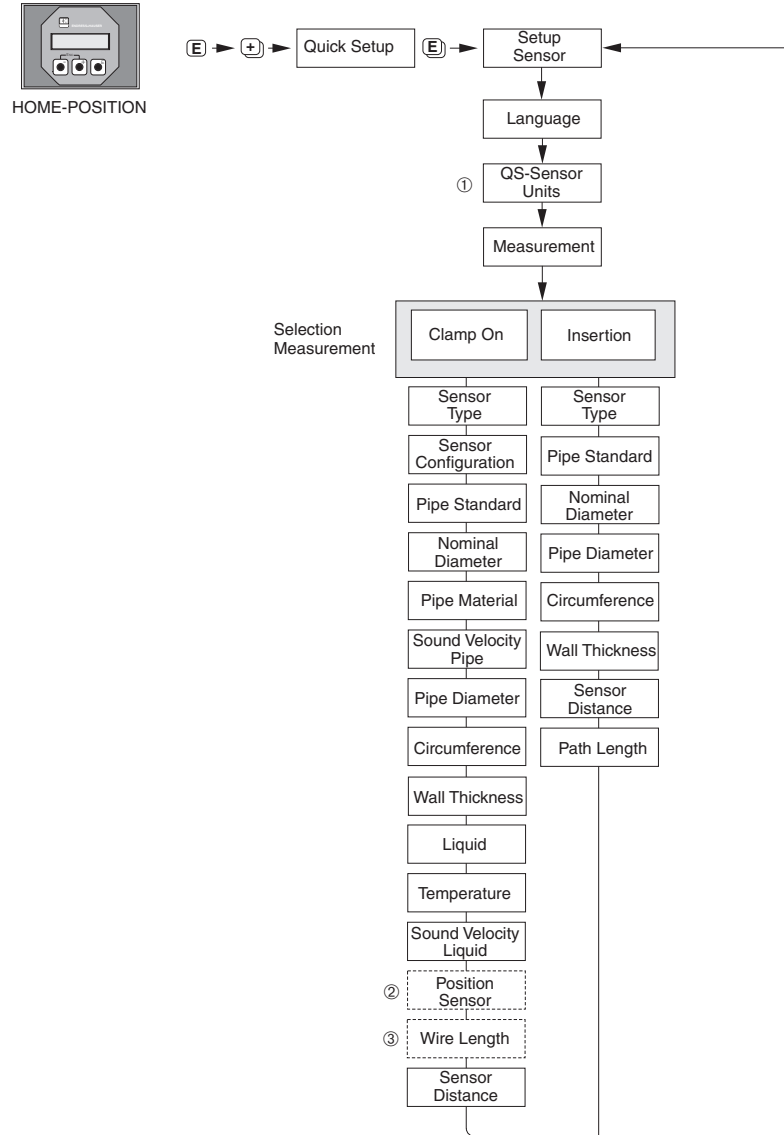 HOME-POSITION
E
+
Quick Setup
E
Setup
Sensor
Language
①
QS-Sensor
Units
Measurement
Selection
Measurement
Clamp On
Insertion
Sensor
Type
Sensor
Configuration
Pipe Standard
Nominal
Diameter
Pipe Material
Sound Velocity
Pipe
Pipe Diameter
Circumference
Wall Thickness
Liquid
Temperature
Sound Velocity
Liquid
②
Position
Sensor
③
Wire Length
Sensor
Distance
Sensor
Type
Pipe Standard
Nominal
Diameter
Pipe Diameter
Circumference
Wall Thickness
Sensor
Distance
Path Length